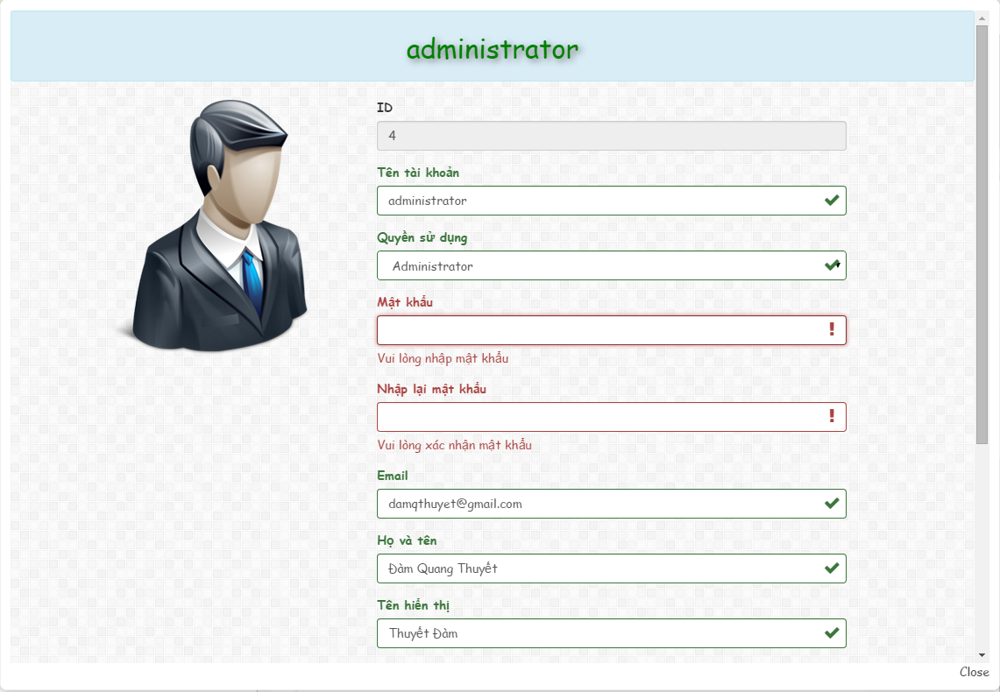 administrator
ID
4
Tên tài khoản
administrator
Quyền sử dụng
Administrator
Mật khẩu
Vui lòng nhập mật khẩu
Nhập lại mật khẩu
Vui lòng xác nhận mật khẩu
Email
damqthuyet@gmail.com
Họ và tên
Đàm Quang Thuyết
Tên hiển thị
Thuyết Đàm
Close